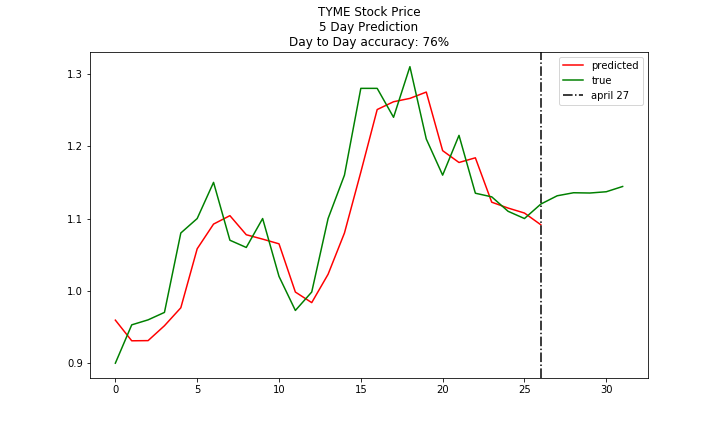 TYME Stock Price
5 Day Prediction
Day to Day accuracy: 76%
predicted
true
april 27
1.3
1.2
1.1
1.0
0.9
0 5 10 15 20 25 30